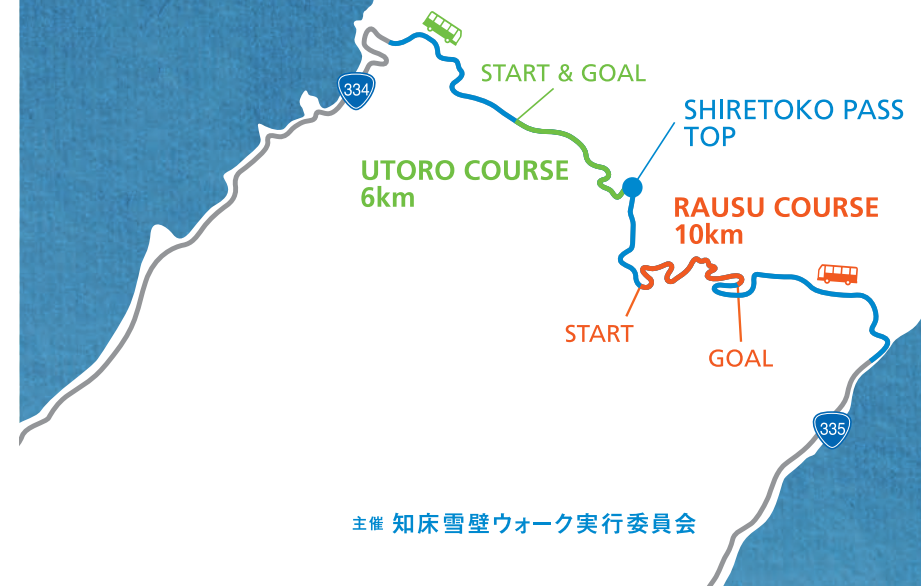 334
START & GOAL
SHIRETOKO PASS
TOP
UTORO COURSE
6km
RAUSU COURSE
10km
START
GOAL
335
主催 知床雪壁ウォーク実行委員会